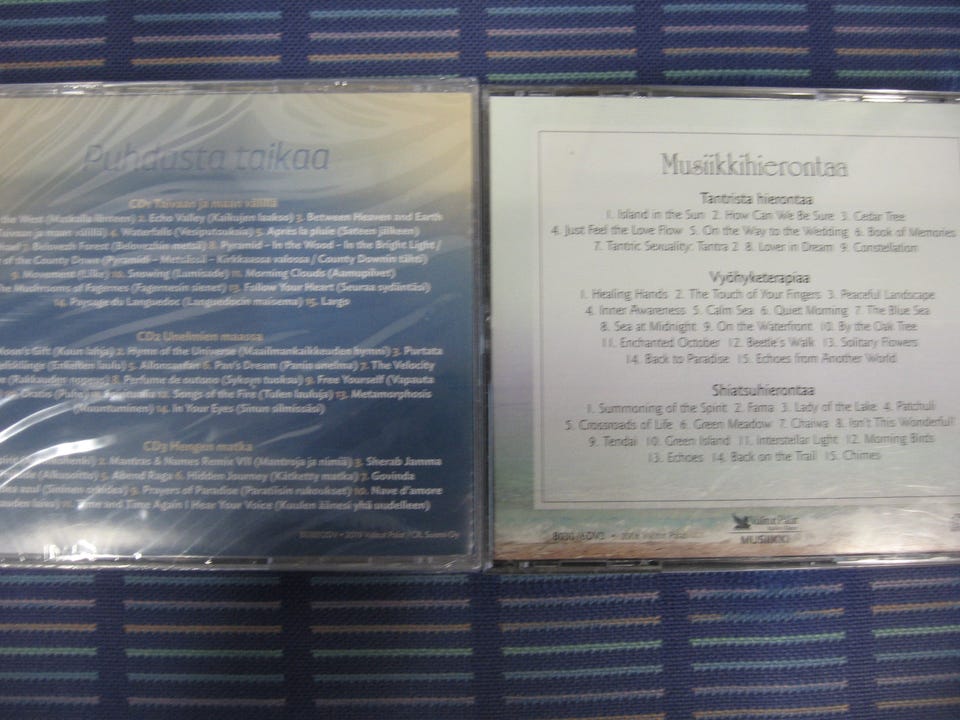 Puhdasta taikaa
CD1 Taivaan ja maan välillä
the West (Matkalla länteen) 2. Echo Valley (Kaikujen laakso) 3. Between Heaven and Earth
maan välillä) 4. Waterfalls (Vesiputouksia) 5. Après la pluie (Sateen jälkeen)
7. Belovezh Forest (Belovezhin metsä) 8. Pyramid – In the Wood – In the Bright Light /
of the County Down (Pyramidi – Metsässä – Kirkkaassa valossa / County Downin tähti)
9. Movement (Liike) 10. Snowing (Lumisade) 11. Morning Clouds (Aamupilvet)
The Mushrooms of Fagernes (Fagernesin sienet) 13. Follow Your Heart (Seuraa sydäntäsi)
14. Paysage du Languedoc (Languedocin maisema) 15. Largo
CD2 Unelmien maassa
Moon's Gift (Kuun lahja) 2. Hymn of the Universe (Maailmankaikkeuden hymni) 3. Purtata
(Enkelten laulu) 5. Allonsanfan 6. Pan's Dream (Panin unelma) 7. The Velocity
(Rakkauden nopeus) 8. Perfume de outono (Syksyn tuoksu) 9. Free Yourself (Vapauta
12. Songs of the Fire (Tulen lauluja) 13. Metamorphosis
(Muuttuminen) 14. In Your Eyes (Sinun silmissäsi)
CD3 Hengen matka
2. Mantras & Names Remix VII (Mantroja ja nimiä) 3. Sherab Jamma
5. Abend Raga 6. Hidden Journey (Kätketty matka) 7. Govinda
9. Prayers of Paradise (Paratiisin rukoukset) 10. Nave d'amore
Time and Time Again I Hear Your Voice (Kuulen äänesi yhä uudelleen)
Musiikkihierontaa
Tantrista hierontaa
1. Island in the Sun 2. How Can We Be Sure 3. Cedar Tree
4. Just Feel the Love Flow 5. On the Way to the Wedding 6. Book of Memories
7. Tantric Sexuality: Tantra 2 8. Lover in Dream 9. Constellation
Vyöhyketerapiaa
1. Healing Hands 2. The Touch of Your Fingers 3. Peaceful Landscape
4. Inner Awareness 5. Calm Sea 6. Quiet Morning 7. The Blue Sea
8. Sea at Midnight 9. On the Waterfront 10. By the Oak Tree
11. Enchanted October 12. Beetle's Walk 13. Solitary Flowers
14. Back to Paradise 15. Echoes from Another World
Shiatsuhierontaa
1. Summoning of the Spirit 2. Fama 3. Lady of the Lake 4. Patchuli
5. Crossroads of Life 6. Green Meadow 7. Chaiwa 8. Isn't This Wonderful!
9. Tendai 10. Green Island 11. Interstellar Light 12. Morning Birds
13. Echoes 14. Back on the Trail 15. Chimes
Valitut Palat
MUSIIKKI